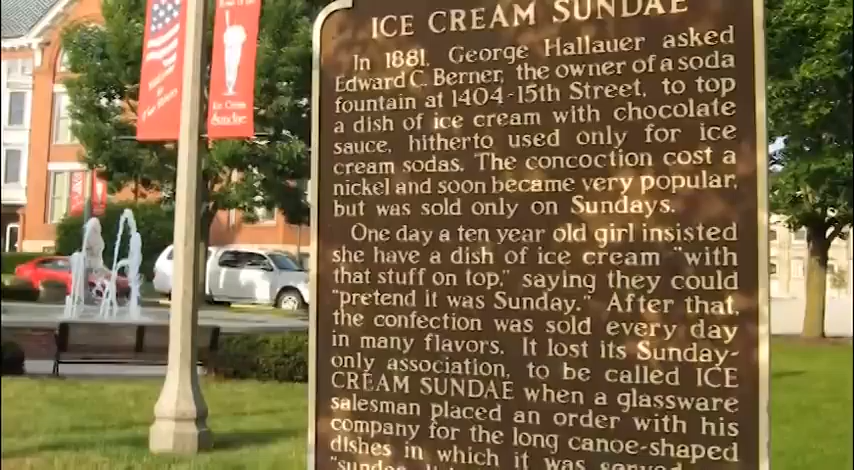 ICE CREAM SUNDAE
In 1881, George Hallauer asked
Edward C. Berner, the owner of a soda
fountain at 1404-15th Street, to top
a dish of ice cream with chocolate
sauce, hitherto used only for ice
cream sodas. The concoction cost a
nickel and soon became very popular,
but was sold only on Sundays.
One day a ten year old girl insisted
she have a dish of ice cream "with
that stuff on top," saying they could
"pretend it was Sunday." After that,
the confection was sold every day
in many flavors. It lost its Sunday-
only association, to be called ICE
CREAM SUNDAE when a glassware
salesman placed an order with his
company for the long canoe-shaped
dishes in which it was served
Ice Cream
Sundae